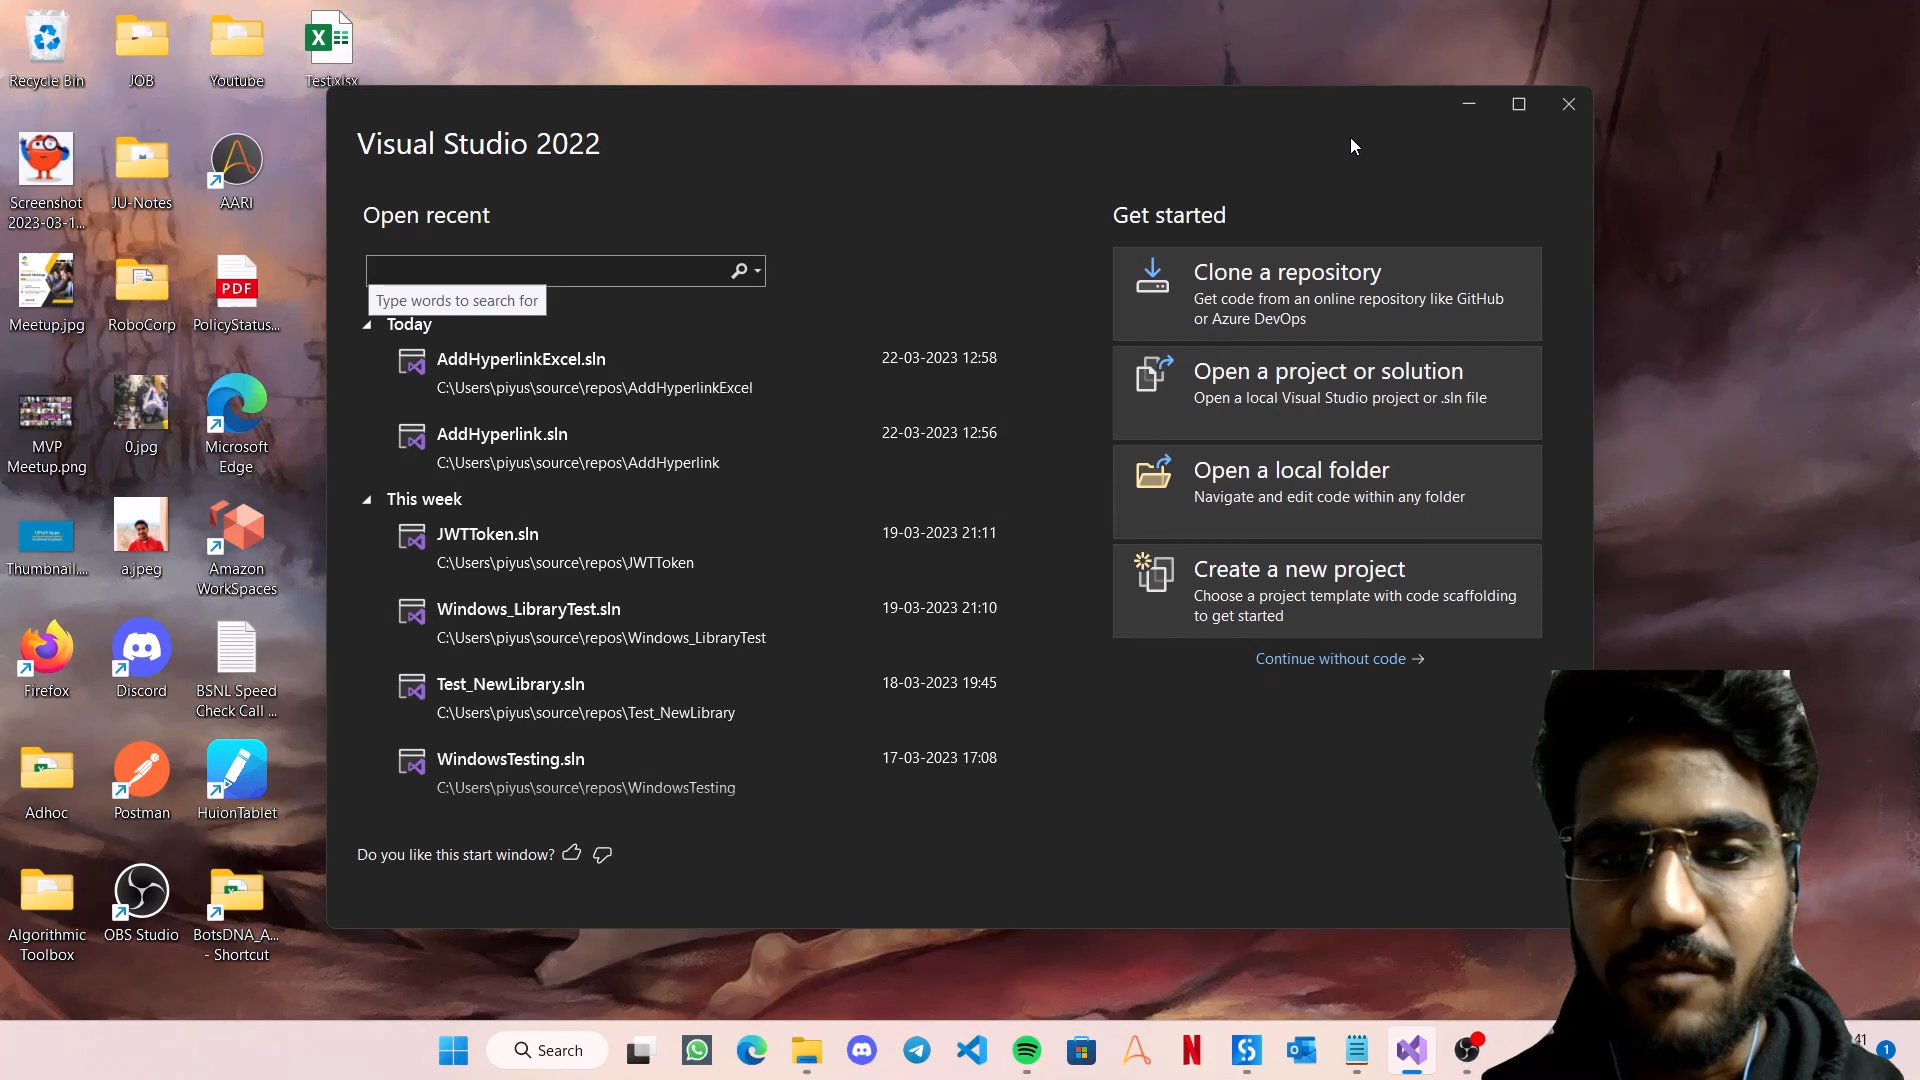 Recycle Bin
JOB
Youtube
Test.xlsx
Screenshot
2023-03-1...
JU-Notes
AARI
Meetup.jpg
RoboCorp
PDF
PolicyStatus...
MVP
Meetup.png
0.jpg
Microsoft
Edge
Thumbnail....
a.jpeg
Amazon
WorkSpaces
Firefox
Discord
BSNL Speed
Check Call ...
Adhoc
Postman
HuionTablet
Algorithmic
Toolbox
OBS Studio
BotsDNA_A...
- Shortcut
Visual Studio 2022
Open recent
Type words to search for
Today
AddHyperlinkExcel.sln
22-03-2023 12:58
C:\Users\piyus\source\repos\AddHyperlinkExcel
AddHyperlink.sln
22-03-2023 12:56
C:\Users\piyus\source\repos\AddHyperlink
This week
JWTToken.sln
19-03-2023 21:11
C:\Users\piyus\source\repos\JWTToken
Windows_LibraryTest.sln
19-03-2023 21:10
C:\Users\piyus\source\repos\Windows_LibraryTest
Test_NewLibrary.sln
18-03-2023 19:45
C:\Users\piyus\source\repos\Test_NewLibrary
WindowsTesting.sln
17-03-2023 17:08
C:\Users\piyus\source\repos\WindowsTesting
Do you like this start window?
Get started
Clone a repository
Get code from an online repository like GitHub
or Azure DevOps
Open a project or solution
Open a local Visual Studio project or .sln file
Open a local folder
Navigate and edit code within any folder
Create a new project
Choose a project template with code scaffolding
to get started
Continue without code →
Search
41
1